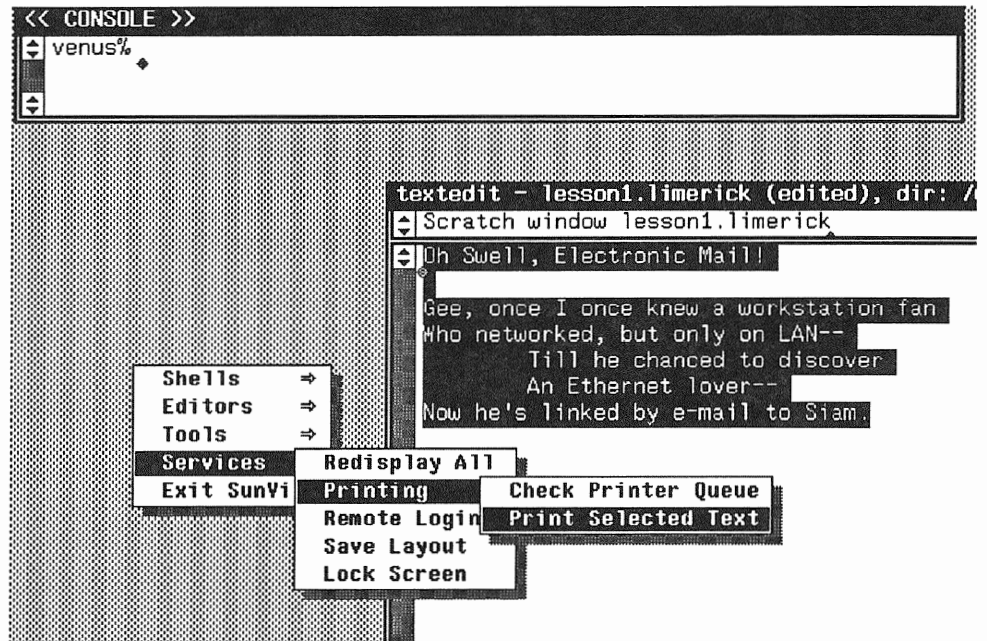 << CONSOLE >>
venus%
textedit - lesson1.limerick (edited), dir: /
Scratch window lesson1.limerick
Oh Swell, Electronic Mail!
Gee, once I once knew a workstation fan
Who networked, but only on LAN--
Till he chanced to discover
An Ethernet lover--
Now he's linked by e-mail to Siam.
Shells ⇒
Editors ⇒
Tools ⇒
Services
Exit SunVi
Redisplay All
Printing
Remote Login
Save Layout
Lock Screen
Check Printer Queue
Print Selected Text